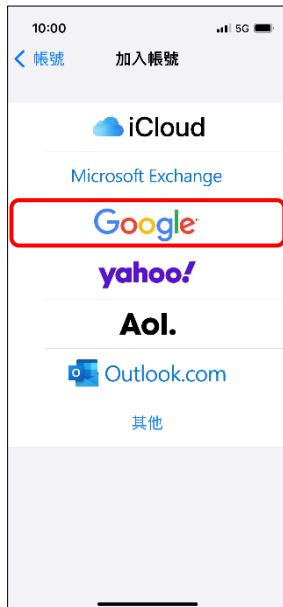 10:00
5G
帳號
加入帳號
iCloud
Microsoft Exchange
Google
yahoo!
Aol.
Outlook.com
其他